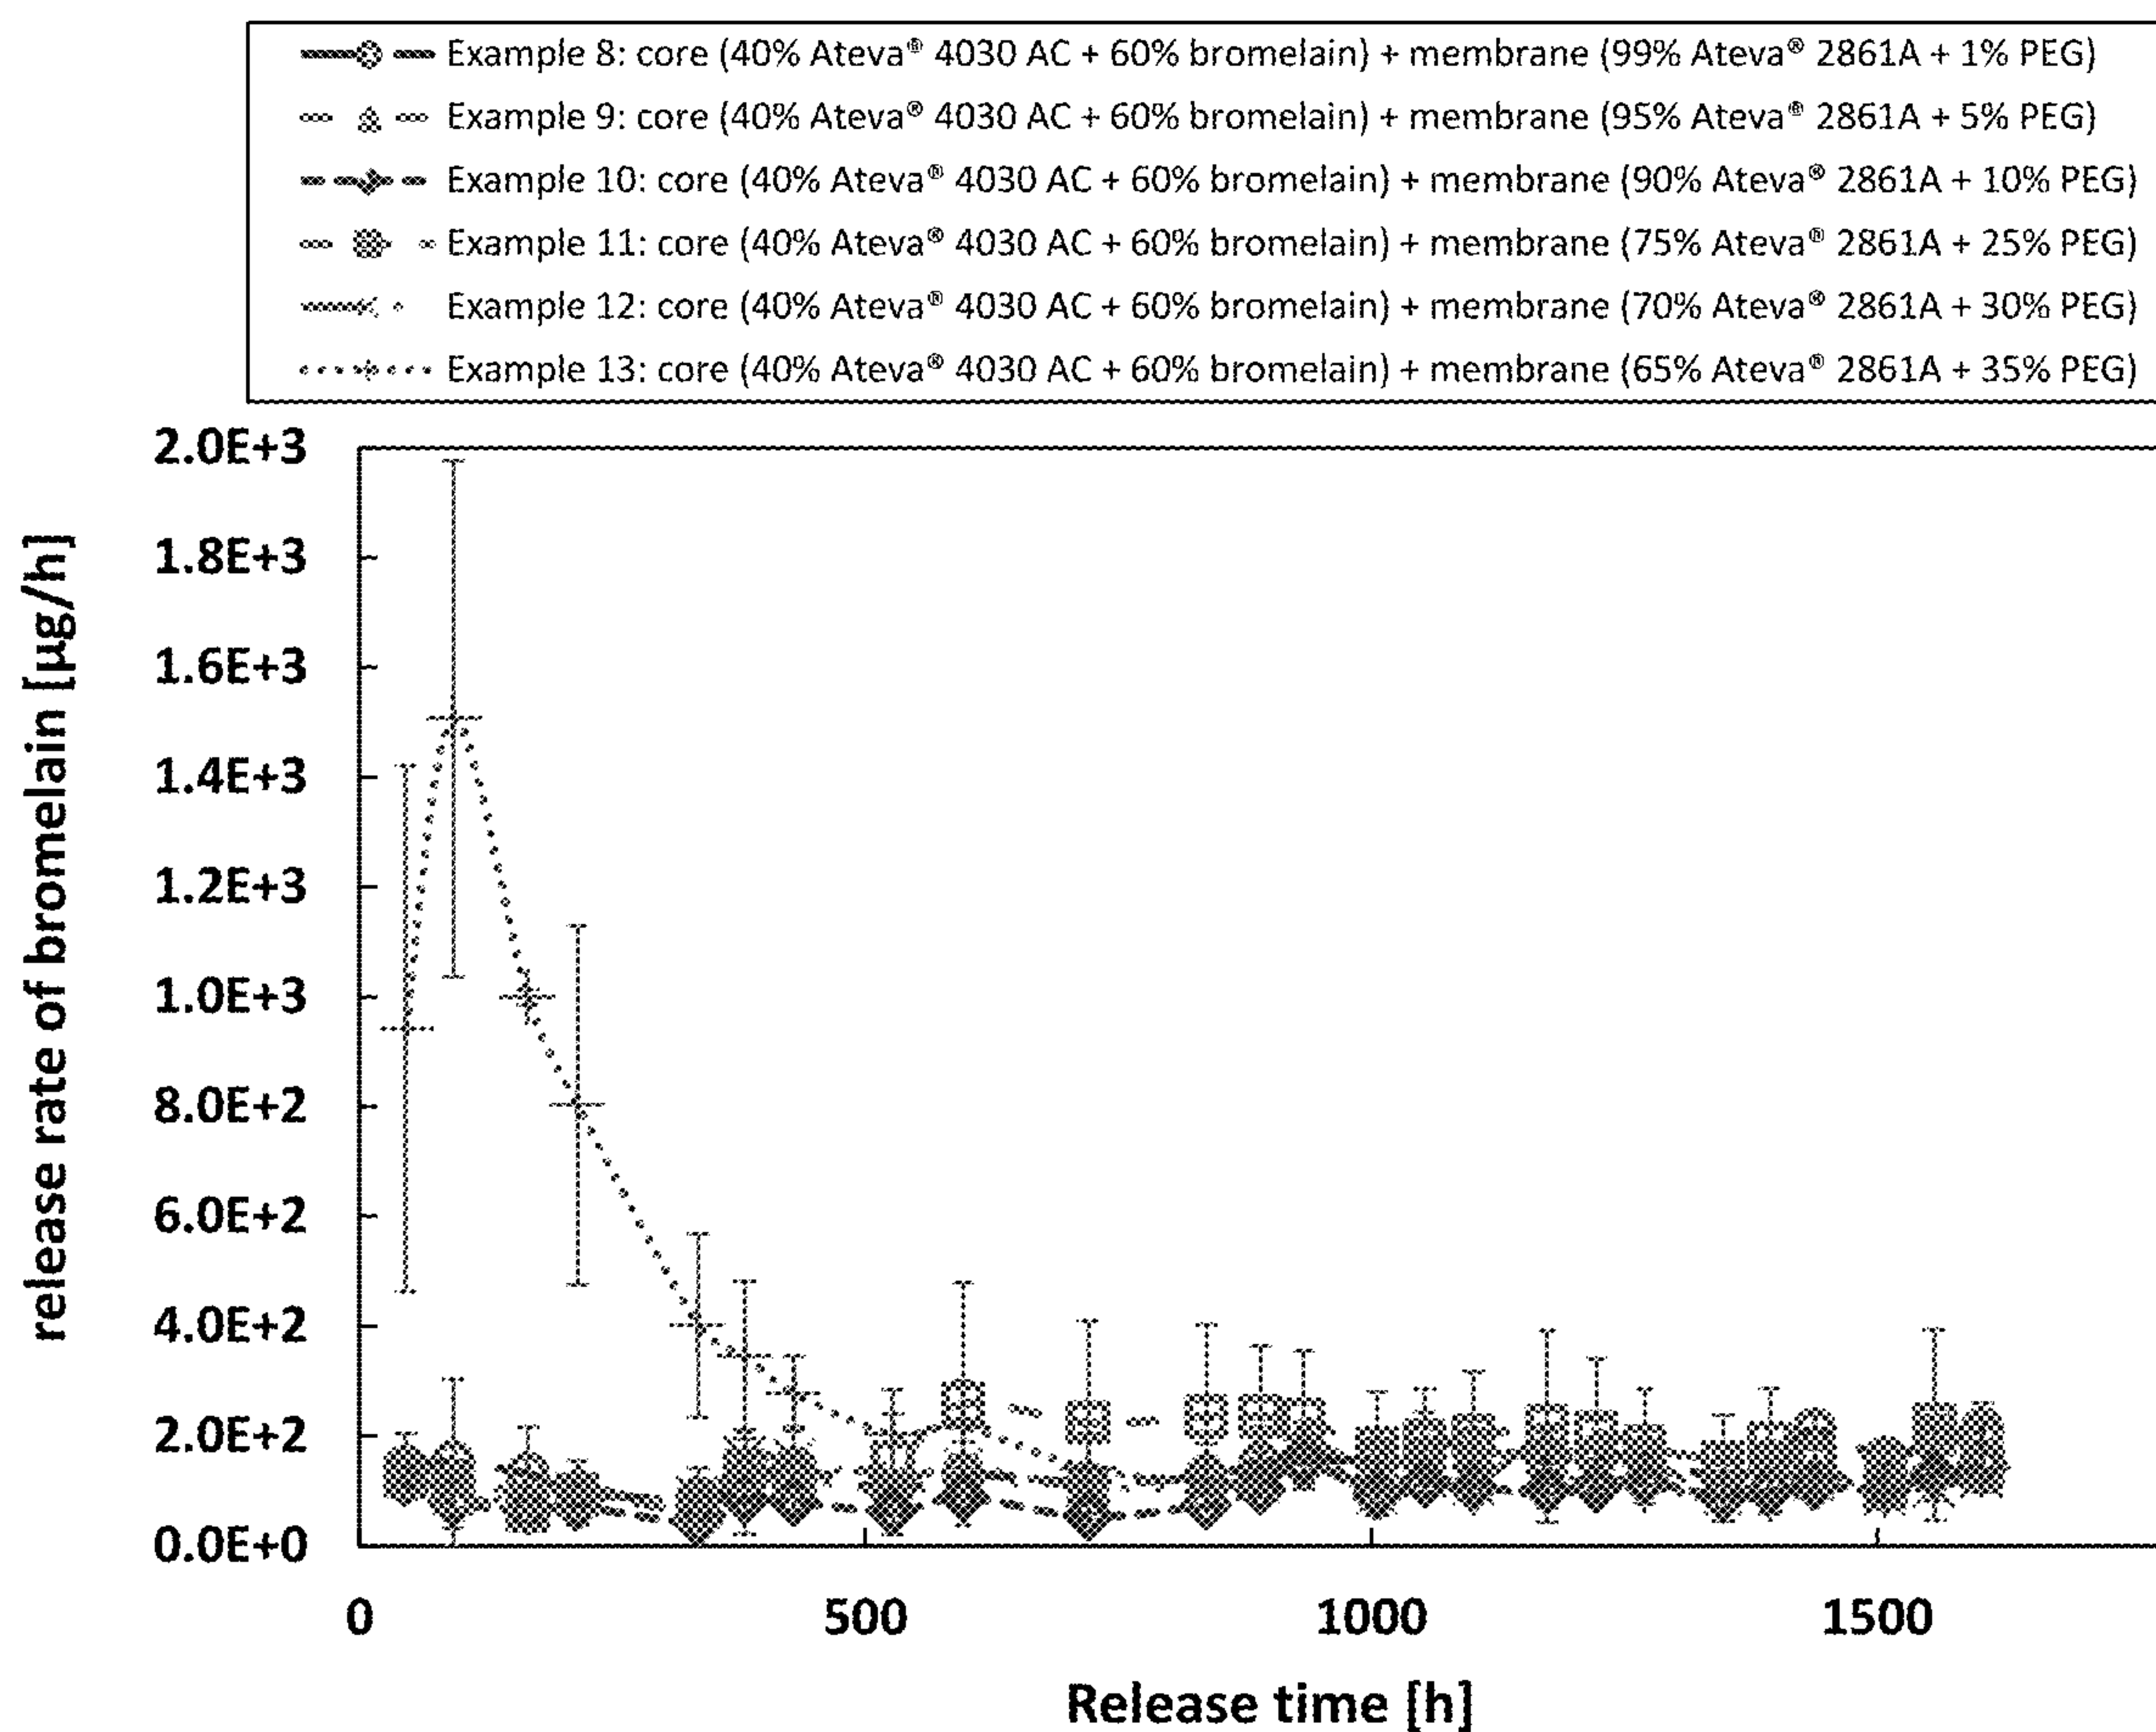 Example 8: core (40% Ateva® 4030 AC + 60% bromelain) + membrane (99% Ateva® 2861A + 1% PEG)
Example 9: core (40% Ateva® 4030 AC + 60% bromelain) + membrane (95% Ateva® 2861A + 5% PEG)
Example 10: core (40% Ateva® 4030 AC + 60% bromelain) + membrane (90% Ateva® 2861A + 10% PEG)
Example 11: core (40% Ateva® 4030 AC + 60% bromelain) + membrane (75% Ateva® 2861A + 25% PEG)
Example 12: core (40% Ateva® 4030 AC + 60% bromelain) + membrane (70% Ateva® 2861A + 30% PEG)
Example 13: core (40% Ateva® 4030 AC + 60% bromelain) + membrane (65% Ateva® 2861A + 35% PEG)
release rate of bromelain [µg/h]
2.0E+3
1.8E+3
1.6E+3
1.4E+3
1.2E+3
1.0E+3
8.0E+2
6.0E+2
4.0E+2
2.0E+2
0.0E+0
0 500 1000 1500
Release time [h]